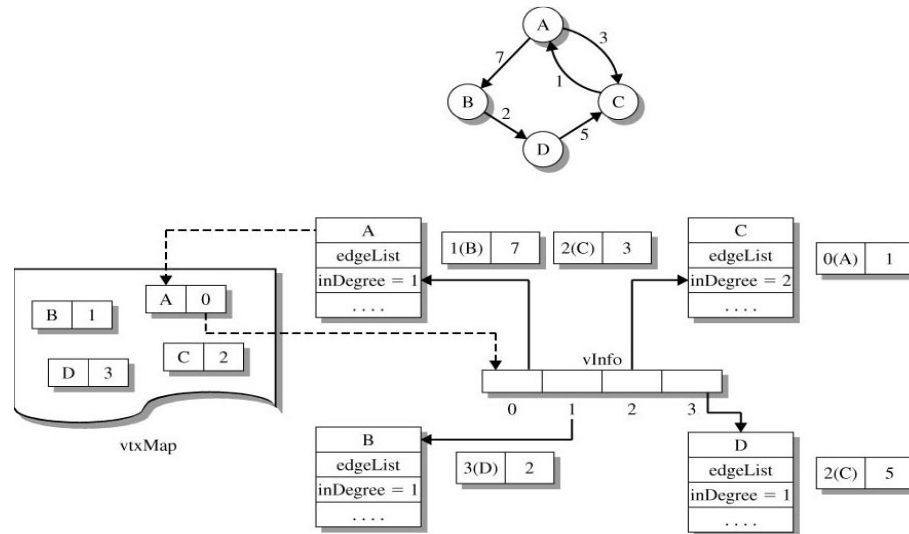 A
3
7
1
B
C
2
5
D
A
edgeList
inDegree = 1
. . . .
1(B) 7
2(C) 3
C
edgeList
inDegree = 2
. . . .
0(A) 1
A 0
B 1
C 2
D 3
vtxMap
vInfo
0 1 2 3
B
edgeList
inDegree = 1
. . . .
3(D) 2
D
edgeList
inDegree = 1
. . . .
2(C) 5